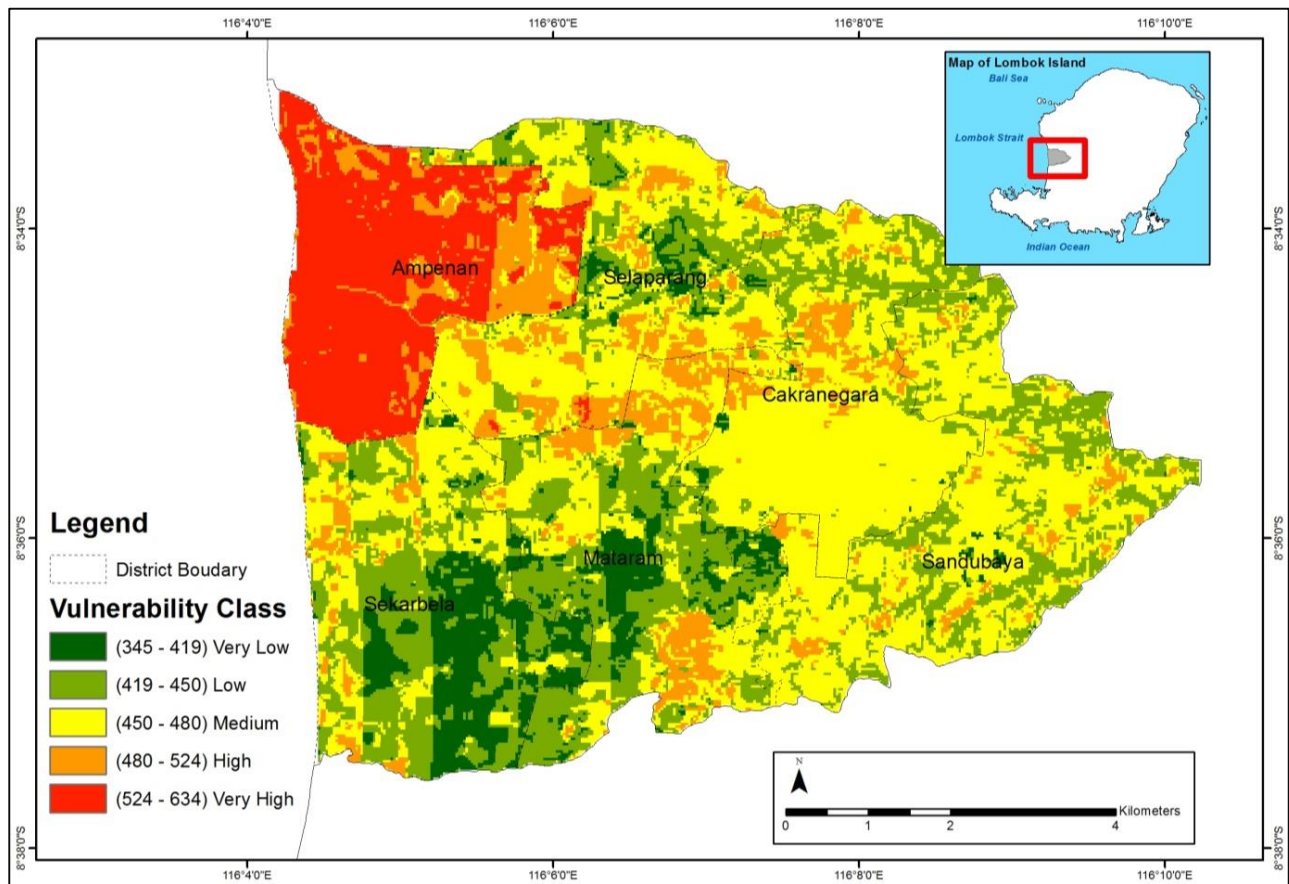 116°4'0"E
116°6'0"E
116°8'0"E
116°10'0"E
Map of Lombok Island
Bali Sea
Lombok Strait
Indian Ocean
8°34'0"S
8°34'0"S
Ampenan
Selaparang
Cakranegara
8°36'0"S
8°36'0"S
Mataram
Sandubaya
Sekarbela
Legend
District Boudary
Vulnerability Class
(345 - 419) Very Low
(419 - 450) Low
(450 - 480) Medium
(480 - 524) High
(524 - 634) Very High
N
Kilometers
0 1 2 4
8°38'0"S
8°38'0"S
116°4'0"E
116°6'0"E
116°8'0"E
116°10'0"E